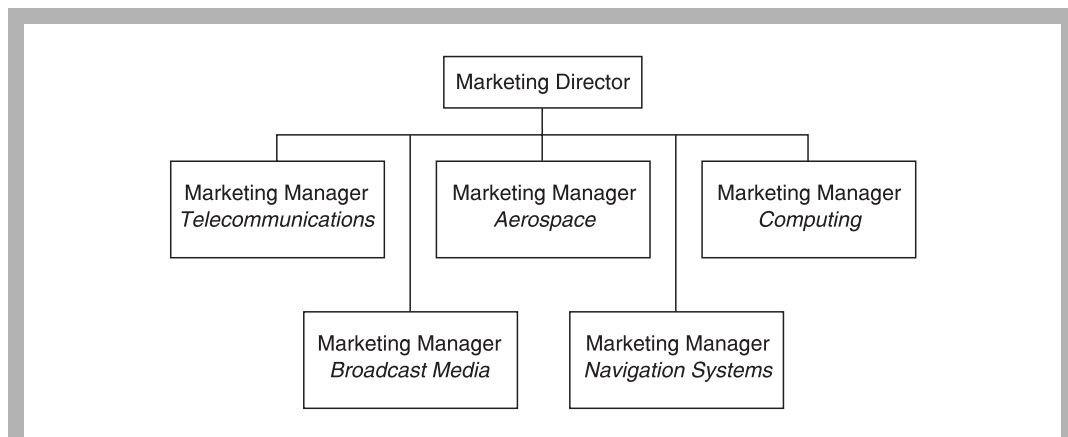 Marketing Director
Marketing Manager
Telecommunications
Marketing Manager
Aerospace
Marketing Manager
Computing
Marketing Manager
Broadcast Media
Marketing Manager
Navigation Systems